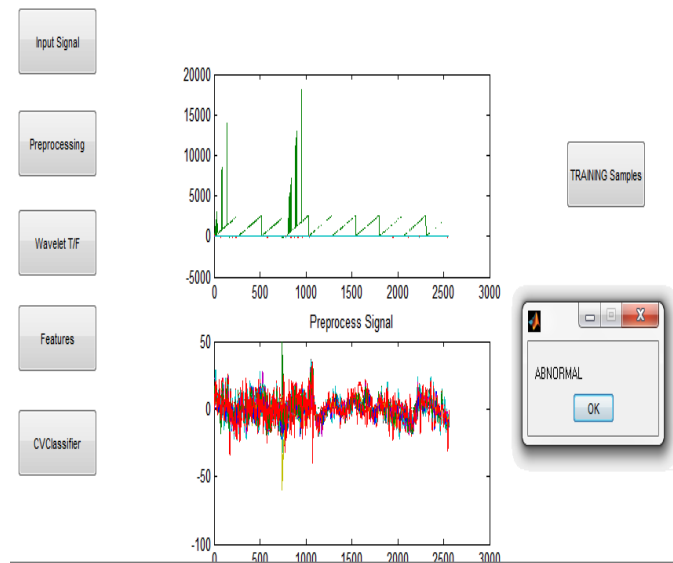 Input Signal
Preprocessing
Wavelet T/F
Features
CVClassifier
20000
15000
10000
5000
0
-5000
0 500 1000 1500 2000 2500 3000
Preprocess Signal
50
0
-50
-100
0 500 1000 1500 2000 2500 3000
TRAINING Samples
ABNORMAL
OK